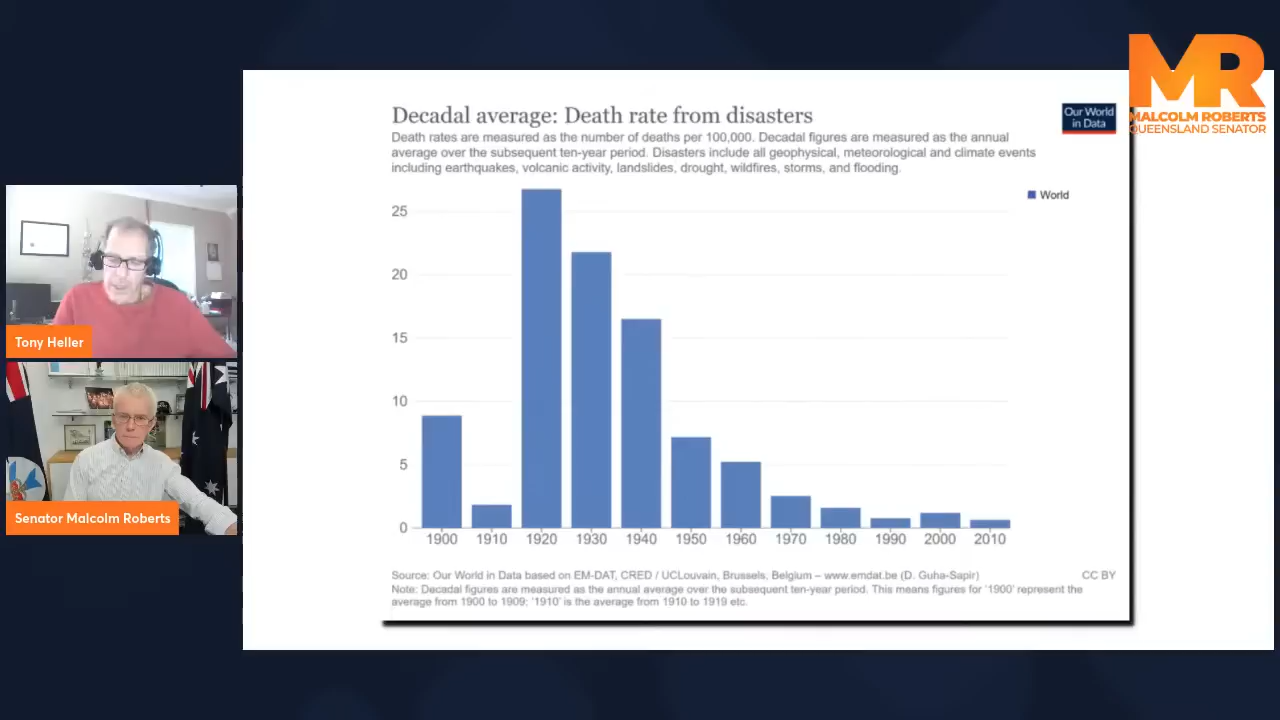 MR
MALCOLM ROBERTS
QUEENSLAND SENATOR
Decadal average: Death rate from disasters
Our World
in Data
Death rates are measured as the number of deaths per 100,000. Decadal figures are measured as the annual
average over the subsequent ten-year period. Disasters include all geophysical, meteorological and climate events
including earthquakes, volcanic activity, landslides, drought, wildfires, storms, and flooding.
World
25
20
15
10
5
0
1900 1910 1920 1930 1940 1950 1960 1970 1980 1990 2000 2010
Source: Our World in Data based on EM-DAT, CRED / UCLouvain, Brussels, Belgium – www.emdat.be (D. Guha-Sapir)
CC BY
Note: Decadal figures are measured as the annual average over the subsequent ten-year period. This means figures for '1900' represent the
average from 1900 to 1909; '1910' is the average from 1910 to 1919 etc.
Tony Heller
Senator Malcolm Roberts